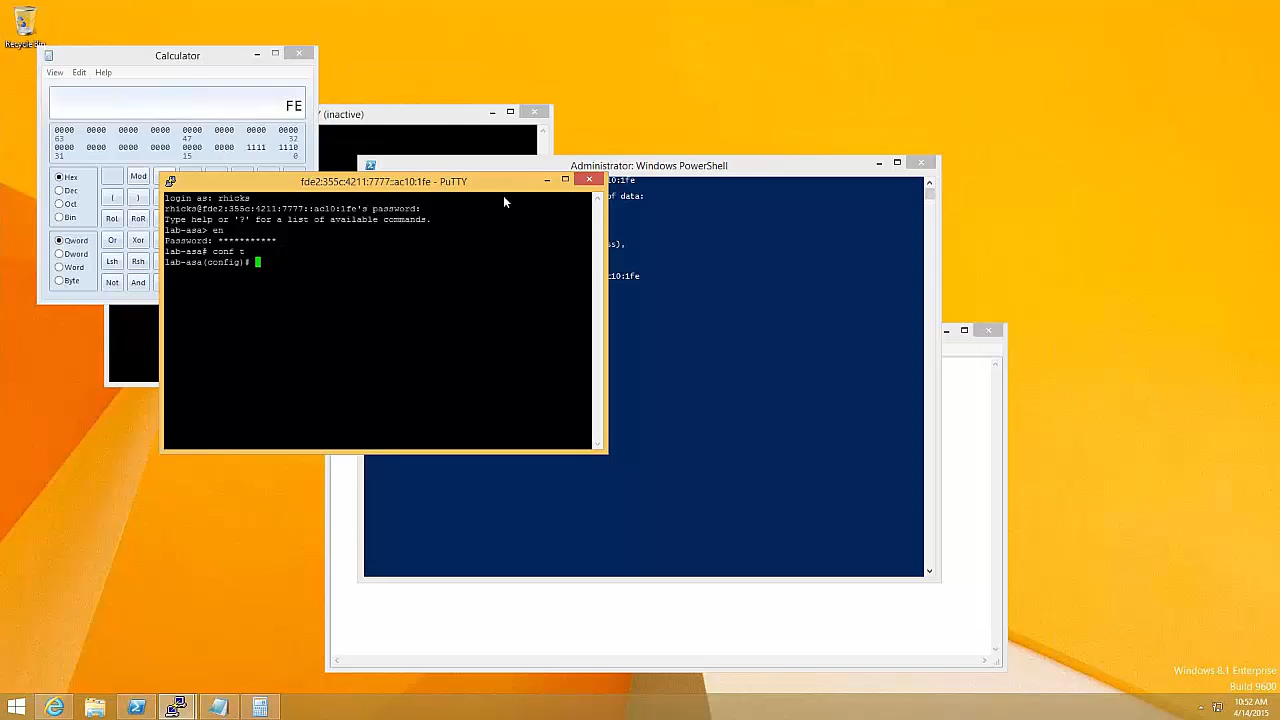 Recycle Bin
Calculator
View Edit Help
FE
0000 0000 0000 0000 0000 0000 0000 0000
63 47 32
0000 0000 0000 0000 0000 0000 1111 1110
31 15 0
Hex
Dec
Oct
Bin
Qword
Dword
Word
Byte
Mod
( )
RoL RoR
Or Xor
Lsh Rsh
Not And
Y (inactive)
Administrator: Windows PowerShell
10:1fe
of data:
ss),
c10:1fe
fde2:355c:4211:7777::ac10:1fe - PuTTY
login as: rhicks
rhicks@fde2:355c:4211:7777::ac10:1fe's password:
Type help or '?' for a list of available commands.
lab-asa> en
Password: ***********
lab-asa# conf t
lab-asa(config)#
Windows 8.1 Enterprise
Build 9600
10:52 AM
4/14/2015